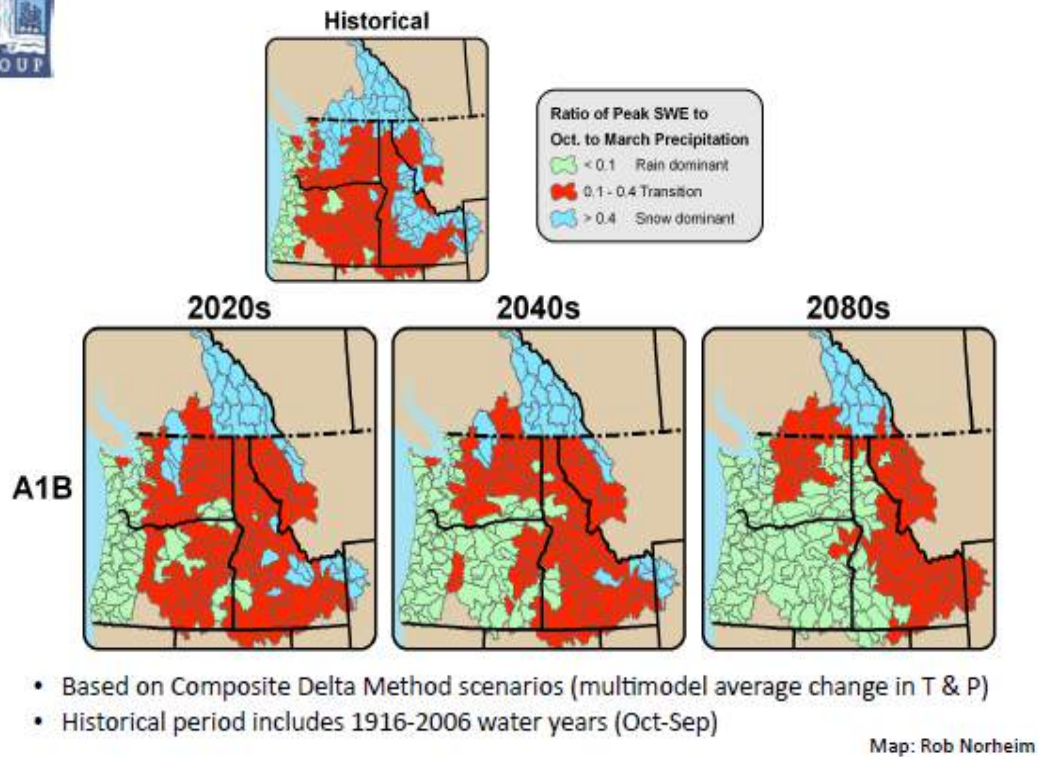 OUP
Historical
Ratio of Peak SWE to
Oct. to March Precipitation
< 0.1 Rain dominant
0.1 - 0.4 Transition
> 0.4 Snow dominant
2020s
2040s
2080s
A1B
• Based on Composite Delta Method scenarios (multimodel average change in T & P)
• Historical period includes 1916-2006 water years (Oct-Sep)
Map: Rob Norheim